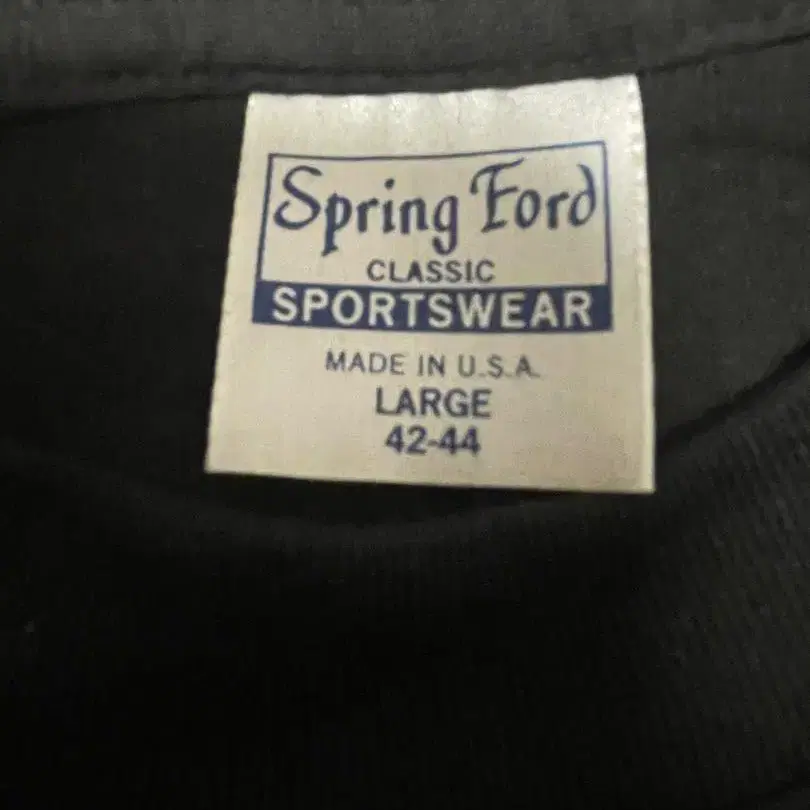 Spring Ford
CLASSIC
SPORTSWEAR
MADE IN U.S.A.
LARGE
42-44